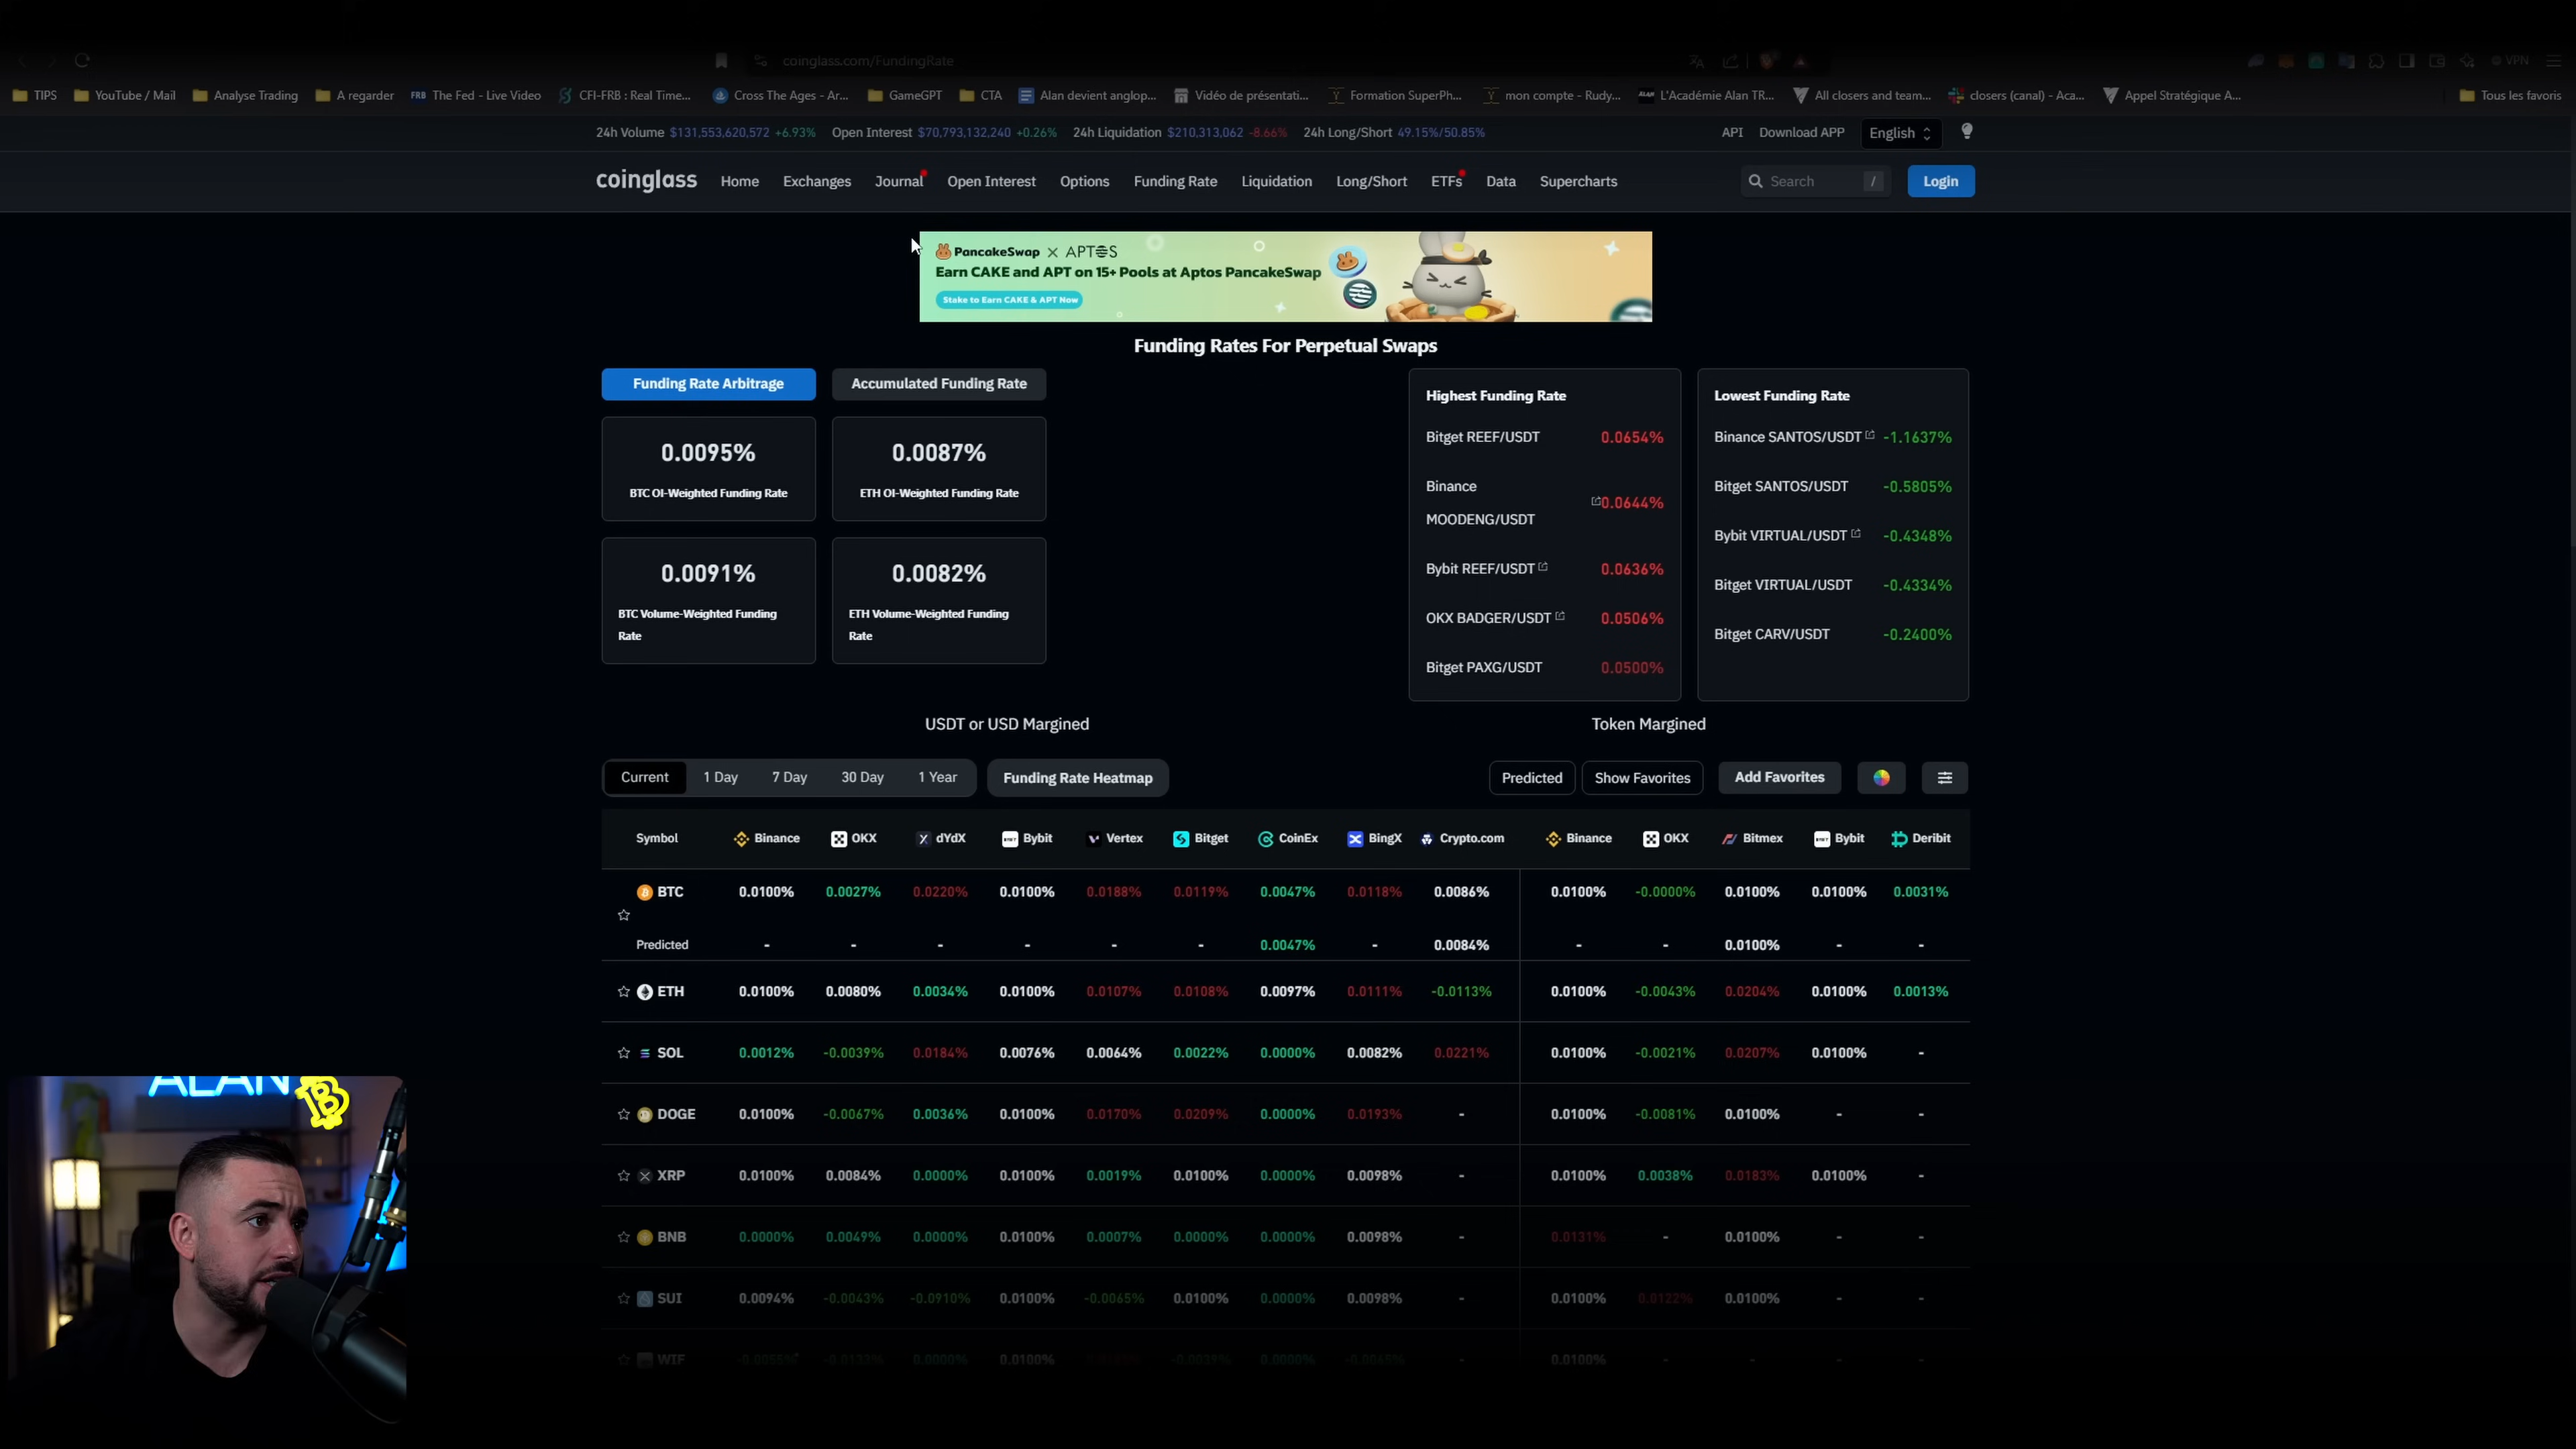 coinglass.com/FundingRate
VPN
TIPS YouTube / Mail Analyse Trading A regarder FRB The Fed - Live Video CFI-FRB : Real Time... Cross The Ages - Ar... GameGPT CTA Alan devient anglop... Vidéo de présentati... Formation SuperPh... mon compte - Rudy... L'Académie Alan TR... All closers and team... closers (canal) - Aca... Appel Stratégique A... Tous les favoris
24h Volume $131,553,620,572 +6.93% Open Interest $70,793,132,240 +0.26% 24h Liquidation $210,313,062 -8.66% 24h Long/Short 49.15%/50.85% API Download APP English
coinglass Home Exchanges Journal Open Interest Options Funding Rate Liquidation Long/Short ETFs Data Supercharts Search / Login
PancakeSwap × APTOS
Earn CAKE and APT on 15+ Pools at Aptos PancakeSwap
Stake to Earn CAKE & APT Now
Funding Rates For Perpetual Swaps
Funding Rate Arbitrage Accumulated Funding Rate
0.0095% 0.0087%
BTC OI-Weighted Funding Rate ETH OI-Weighted Funding Rate
0.0091% 0.0082%
BTC Volume-Weighted Funding Rate
ETH Volume-Weighted Funding Rate
Highest Funding Rate
Bitget REEF/USDT 0.0654%
Binance MOODENG/USDT 0.0644%
Bybit REEF/USDT 0.0636%
OKX BADGER/USDT 0.0506%
Bitget PAXG/USDT 0.0500%
Lowest Funding Rate
Binance SANTOS/USDT -1.1637%
Bitget SANTOS/USDT -0.5805%
Bybit VIRTUAL/USDT -0.4348%
Bitget VIRTUAL/USDT -0.4334%
Bitget CARV/USDT -0.2400%
USDT or USD Margined Token Margined
Current 1 Day 7 Day 30 Day 1 Year Funding Rate Heatmap Predicted Show Favorites Add Favorites
Symbol Binance OKX dYdX Bybit Vertex Bitget CoinEx BingX Crypto.com Binance OKX Bitmex Bybit Deribit
BTC 0.0100% 0.0027% 0.0220% 0.0100% 0.0188% 0.0119% 0.0047% 0.0118% 0.0086% 0.0100% -0.0000% 0.0100% 0.0100% 0.0031%
Predicted - - - - - - 0.0047% - 0.0084% - - 0.0100% - -
ETH 0.0100% 0.0080% 0.0034% 0.0100% 0.0107% 0.0108% 0.0097% 0.0111% -0.0113% 0.0100% -0.0043% 0.0204% 0.0100% 0.0013%
SOL 0.0012% -0.0039% 0.0184% 0.0076% 0.0064% 0.0022% 0.0000% 0.0082% 0.0221% 0.0100% -0.0021% 0.0207% 0.0100% -
DOGE 0.0100% -0.0067% 0.0036% 0.0100% 0.0170% 0.0209% 0.0000% 0.0193% - 0.0100% -0.0081% 0.0100% - -
XRP 0.0100% 0.0084% 0.0000% 0.0100% 0.0019% 0.0100% 0.0000% 0.0098% - 0.0100% 0.0038% 0.0183% 0.0100% -
BNB 0.0000% 0.0049% 0.0000% 0.0100% 0.0007% 0.0000% 0.0000% 0.0098% - 0.0131% - 0.0100% - -
SUI 0.0094% -0.0043% -0.0910% 0.0100% -0.0065% 0.0100% 0.0000% 0.0098% - 0.0100% 0.0122% 0.0100% - -
WIF 0.0000% 0.0100% 0.0000% - 0.0100% - - - -
ALAN